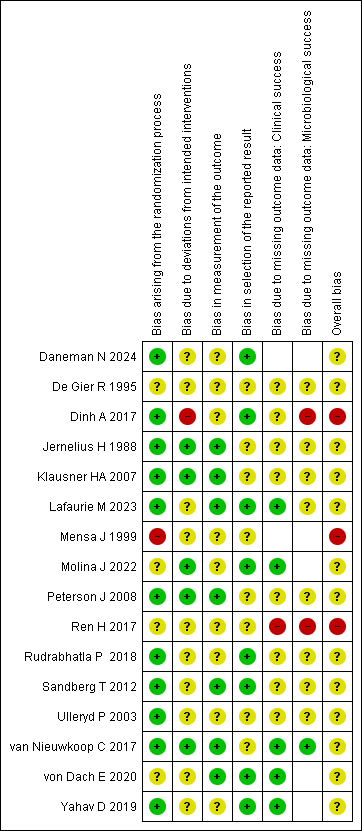 Bias arising from the randomization process
Bias due to deviations from intended interventions
Bias in measurement of the outcome
Bias in selection of the reported result
Bias due to missing outcome data: Clinical success
Bias due to missing outcome data: Microbiological success
Overall bias
Daneman N 2024 + ? ? + ?
De Gier R 1995 ? ? ? ? ? ? ?
Dinh A 2017 + - ? + ? - -
Jernelius H 1988 + + + ? ? ? ?
Klausner HA 2007 + + + ? ? ? ?
Lafaurie M 2023 + ? + + + ? ?
Mensa J 1999 - ? ? ? -
Molina J 2022 ? + ? + + ?
Peterson J 2008 + + + ? ? ? ?
Ren H 2017 ? ? ? ? - - -
Rudrabhatla P 2018 + ? ? + ? ? ?
Sandberg T 2012 + ? + + ? ? ?
Ulleryd P 2003 + ? ? ? ? ? ?
van Nieuwkoop C 2017 + + + ? + + ?
von Dach E 2020 ? ? + + + ?
Yahav D 2019 + ? ? + + ?